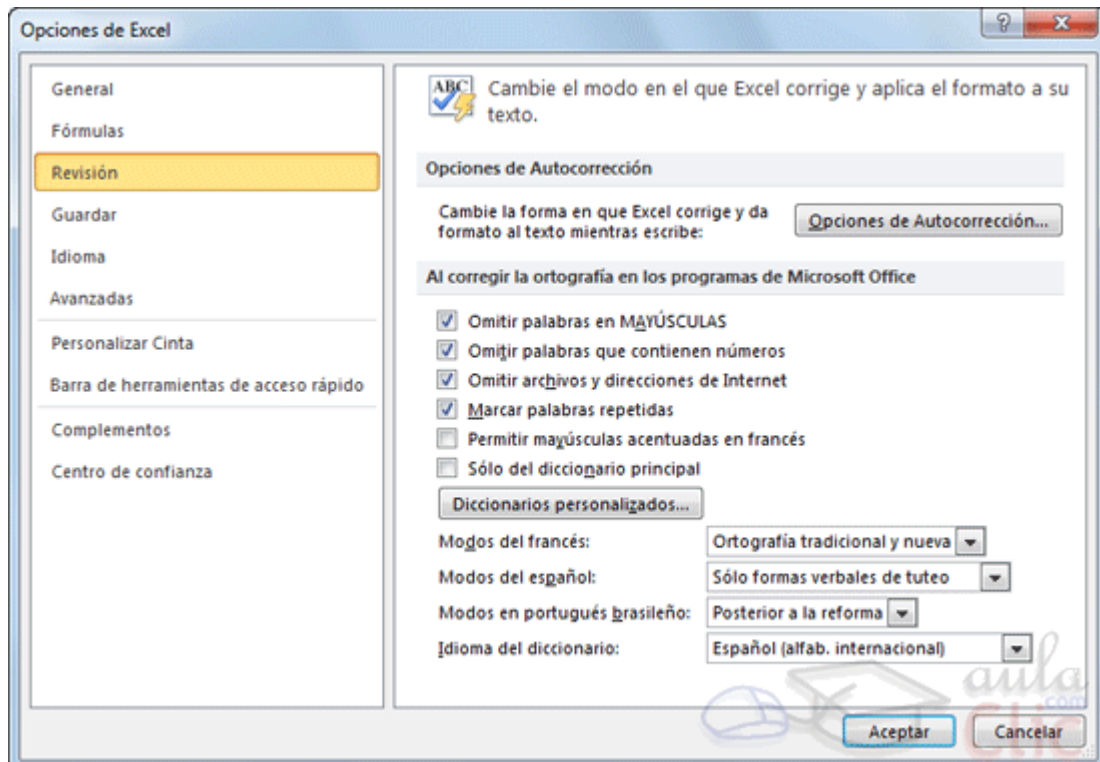 Opciones de Excel
General
Fórmulas
Revisión
Guardar
Idioma
Avanzadas
Personalizar Cinta
Barra de herramientas de acceso rápido
Complementos
Centro de confianza
ABC
Cambie el modo en el que Excel corrige y aplica el formato a su
texto.
Opciones de Autocorrección
Cambie la forma en que Excel corrige y da
formato al texto mientras escribe:
Opciones de Autocorrección...
Al corregir la ortografía en los programas de Microsoft Office
Omitir palabras en MAYÚSCULAS
Omitir palabras que contienen números
Omitir archivos y direcciones de Internet
Marcar palabras repetidas
Permitir mayúsculas acentuadas en francés
Sólo del diccionario principal
Diccionarios personalizados...
Modos del francés: Ortografía tradicional y nueva
Modos del español: Sólo formas verbales de tuteo
Modos en portugués brasileño: Posterior a la reforma
Idioma del diccionario: Español (alfab. internacional)
aula
.com
Clic
Aceptar Cancelar